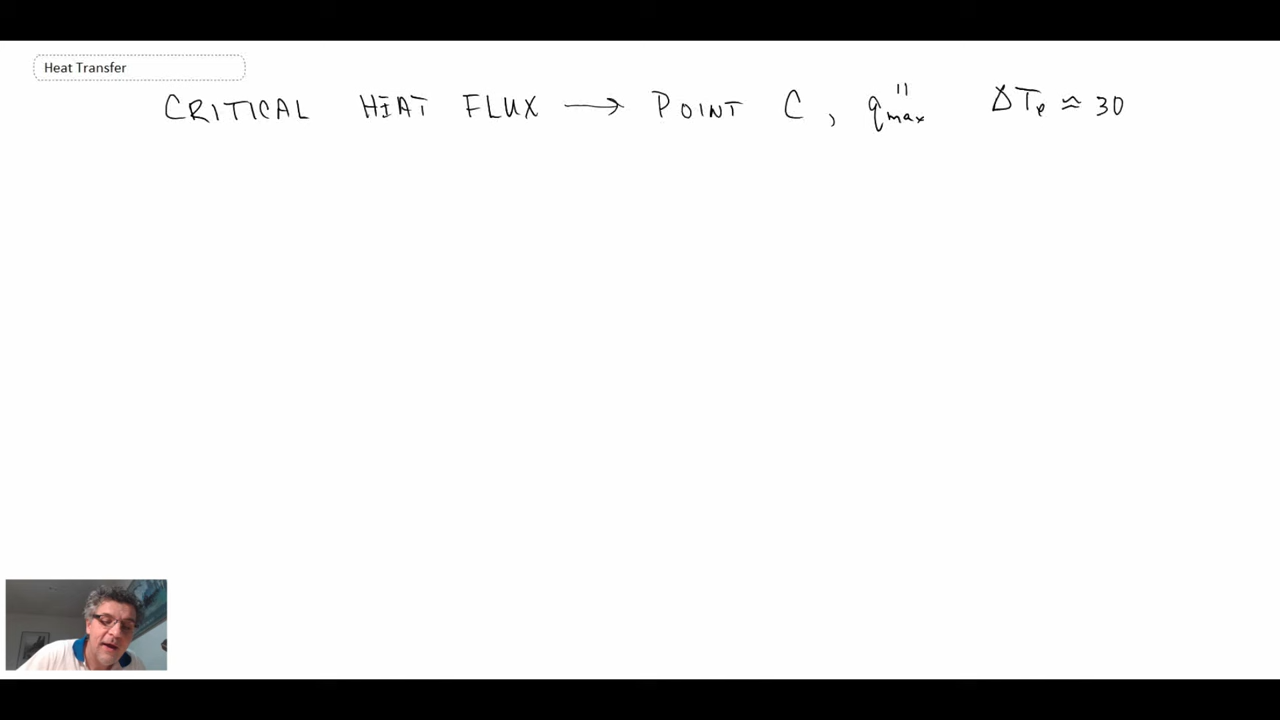 Heat Transfer
CRITICAL HEAT FLUX → POINT C, q''max ΔTe ≈ 30